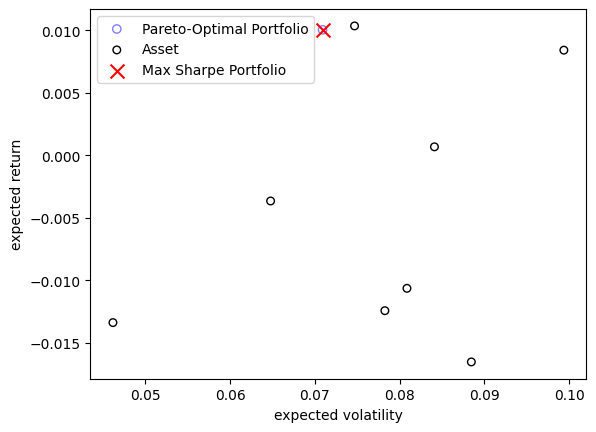 Pareto-Optimal Portfolio
Asset
Max Sharpe Portfolio
0.010
0.005
0.000
−0.005
−0.010
−0.015
expected return
0.05 0.06 0.07 0.08 0.09 0.10
expected volatility